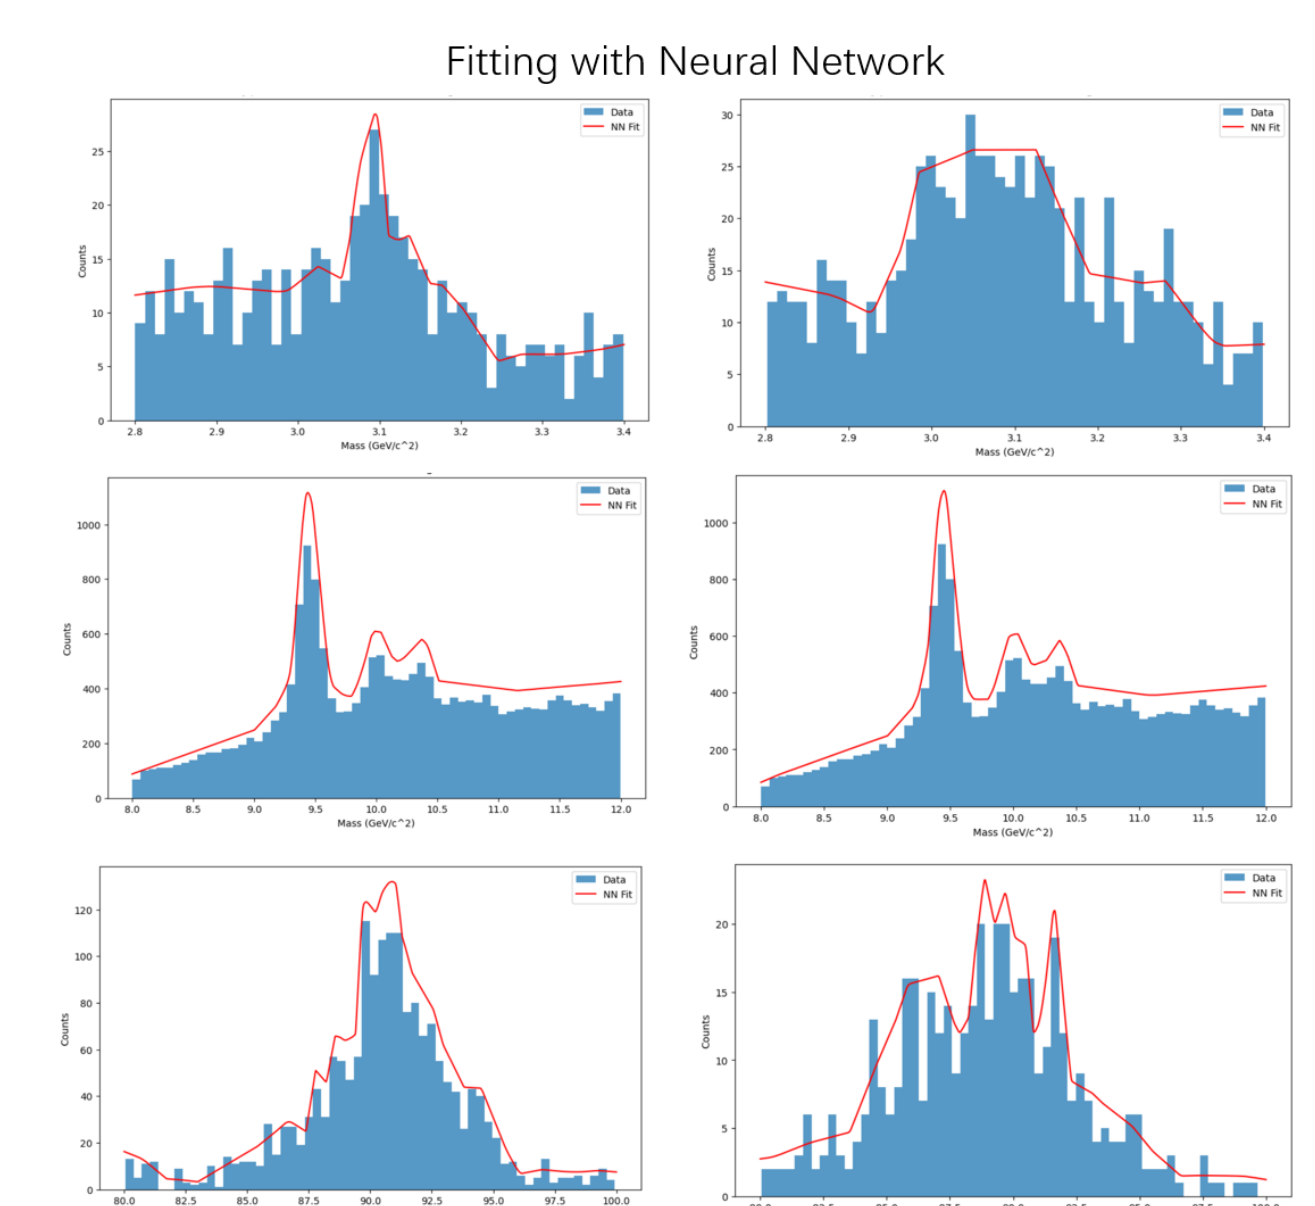 Fitting with Neural Network
Data
NN Fit
25
20
15
10
5
0
Counts
2.8 2.9 3.0 3.1 3.2 3.3 3.4
Mass (GeV/c^2)
Data
NN Fit
30
25
20
15
10
5
0
Counts
2.8 2.9 3.0 3.1 3.2 3.3 3.4
Mass (GeV/c^2)
Data
NN Fit
1000
800
600
400
200
0
Counts
8.0 8.5 9.0 9.5 10.0 10.5 11.0 11.5 12.0
Mass (GeV/c^2)
Data
NN Fit
1000
800
600
400
200
0
Counts
8.0 8.5 9.0 9.5 10.0 10.5 11.0 11.5 12.0
Mass (GeV/c^2)
Data
NN Fit
120
100
80
60
40
20
0
Counts
80.0 82.5 85.0 87.5 90.0 92.5 95.0 97.5 100.0
Data
NN Fit
20
15
10
5
0
Counts